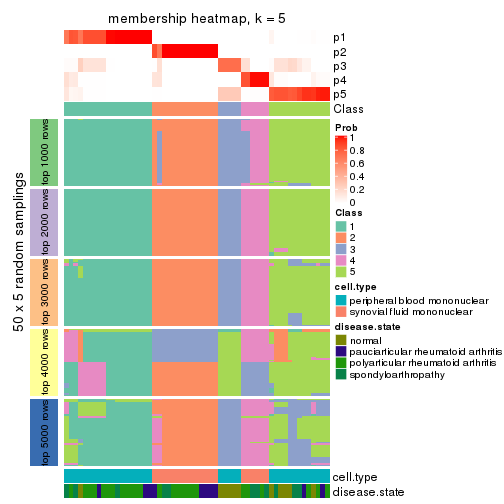 membership heatmap, k = 5
p1
p2
p3
p4
p5
Class
50 x 5 random samplings
top 1000 rows
top 2000 rows
top 3000 rows
top 4000 rows
top 5000 rows
Prob
1
0.8
0.6
0.4
0.2
0
Class
1
2
3
4
5
cell.type
peripheral blood mononuclear
synovial fluid mononuclear
disease.state
normal
pauciarticular rheumatoid arthritis
polyarticular rheumatoid arthritis
spondyloarthropathy
cell.type
disease.state